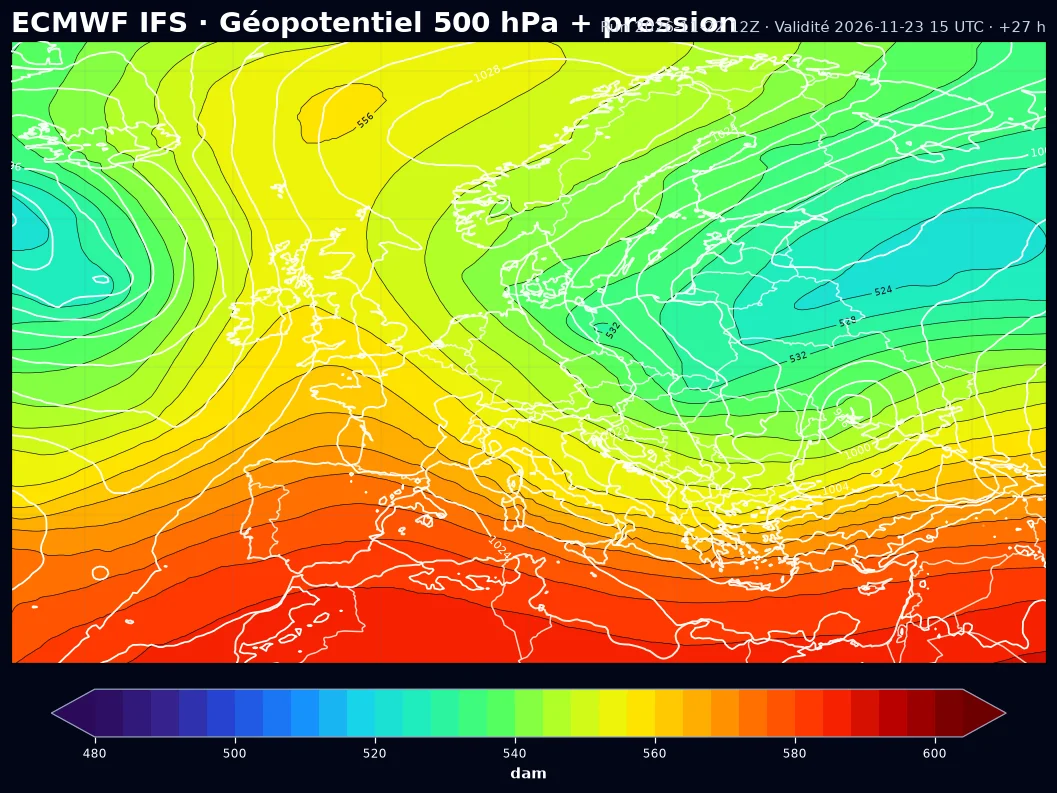 ECMWF IFS · Géopotentiel 500 hPa + pression
12Z · Validité 2026-11-23 15 UTC · +27 h
1028
556
532
524
528
532
1000
1004
1024
480 500 520 540 560 580 600
dam